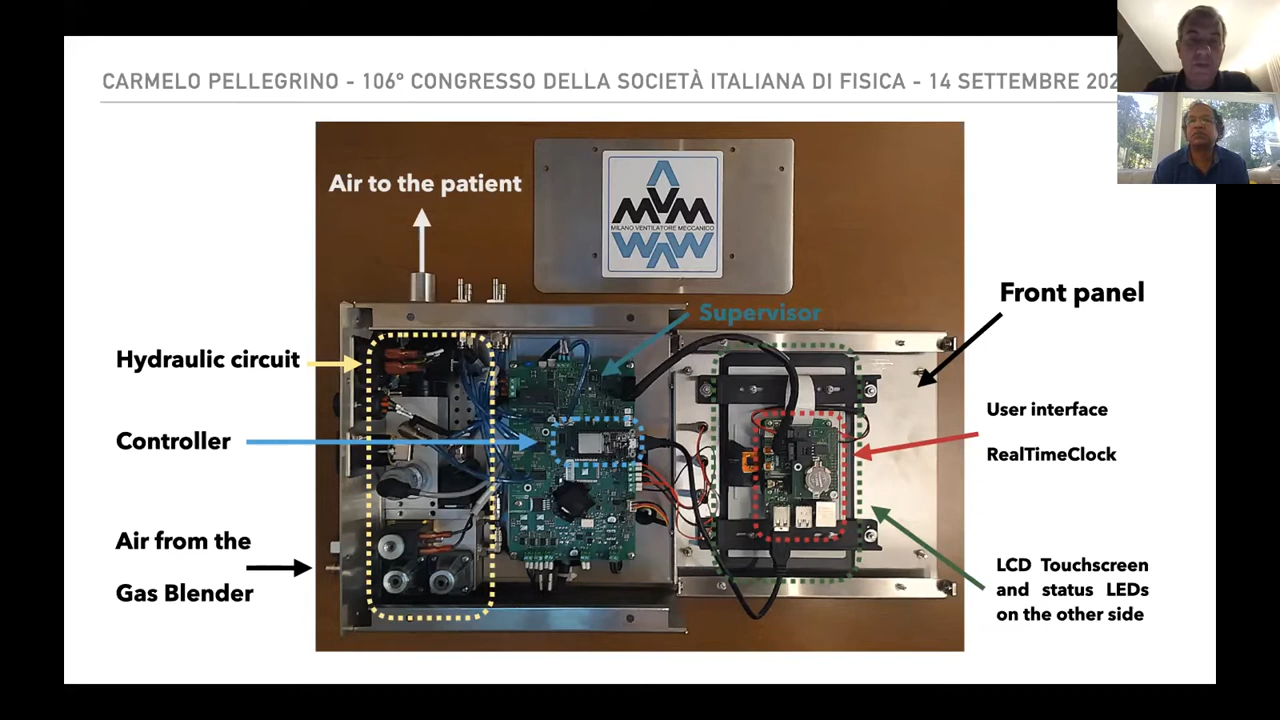 CARMELO PELLEGRINO - 106° CONGRESSO DELLA SOCIETÀ ITALIANA DI FISICA - 14 SETTEMBRE 202
Air to the patient
MVM
MILANO VENTILATORE MECCANICO
Supervisor
Front panel
Hydraulic circuit
User interface
Controller
RealTimeClock
Air from the
Gas Blender
LCD Touchscreen
and status LEDs
on the other side